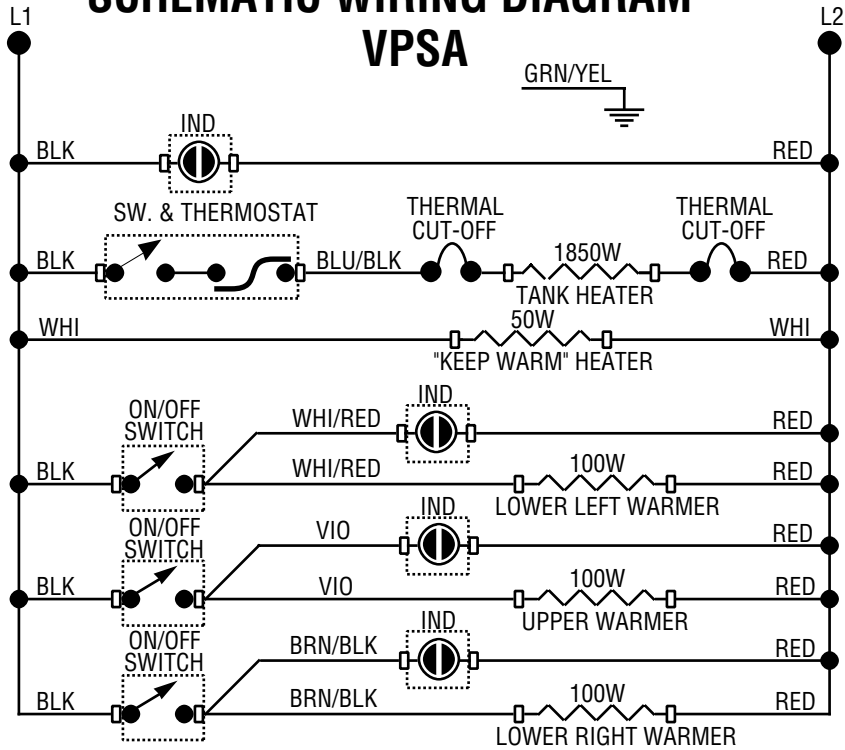 SCHEMATIC WIRING DIAGRAM
L1
L2
VPSA
GRN/YEL
IND
BLK
RED
SW. & THERMOSTAT
THERMAL
CUT-OFF
THERMAL
CUT-OFF
BLK
BLU/BLK
1850W
RED
TANK HEATER
WHI
50W
WHI
"KEEP WARM" HEATER
IND
ON/OFF
SWITCH
WHI/RED
RED
BLK
WHI/RED
100W
RED
LOWER LEFT WARMER
IND
ON/OFF
SWITCH
VIO
RED
BLK
VIO
100W
RED
UPPER WARMER
IND
ON/OFF
SWITCH
BRN/BLK
RED
BLK
BRN/BLK
100W
RED
LOWER RIGHT WARMER